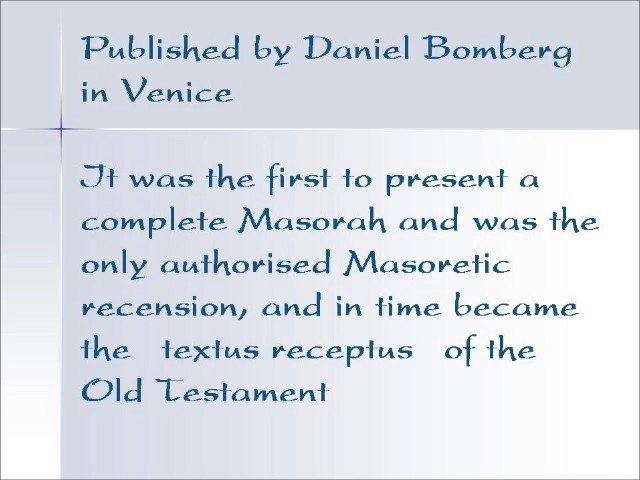 Published by Daniel Bomberg
in Venice
It was the first to present a
complete Masorah and was the
only authorised Masoretic
recension, and in time became
the textus receptus of the
Old Testament